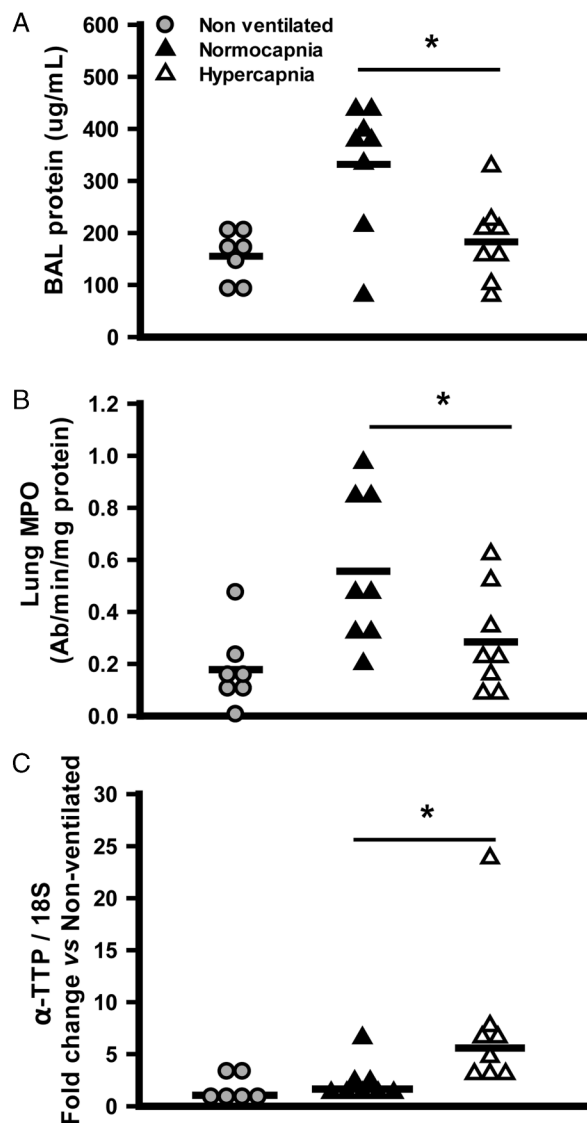 A
BAL protein (ug/mL)
600
500
400
300
200
100
0
Non ventilated
Normocapnia
Hypercapnia
*
B
Lung MPO
(Ab/min/mg protein)
1.2
1.0
0.8
0.6
0.4
0.2
0.0
*
C
α-TTP / 18S
Fold change vs Non-ventilated
30
25
20
15
10
5
0
*